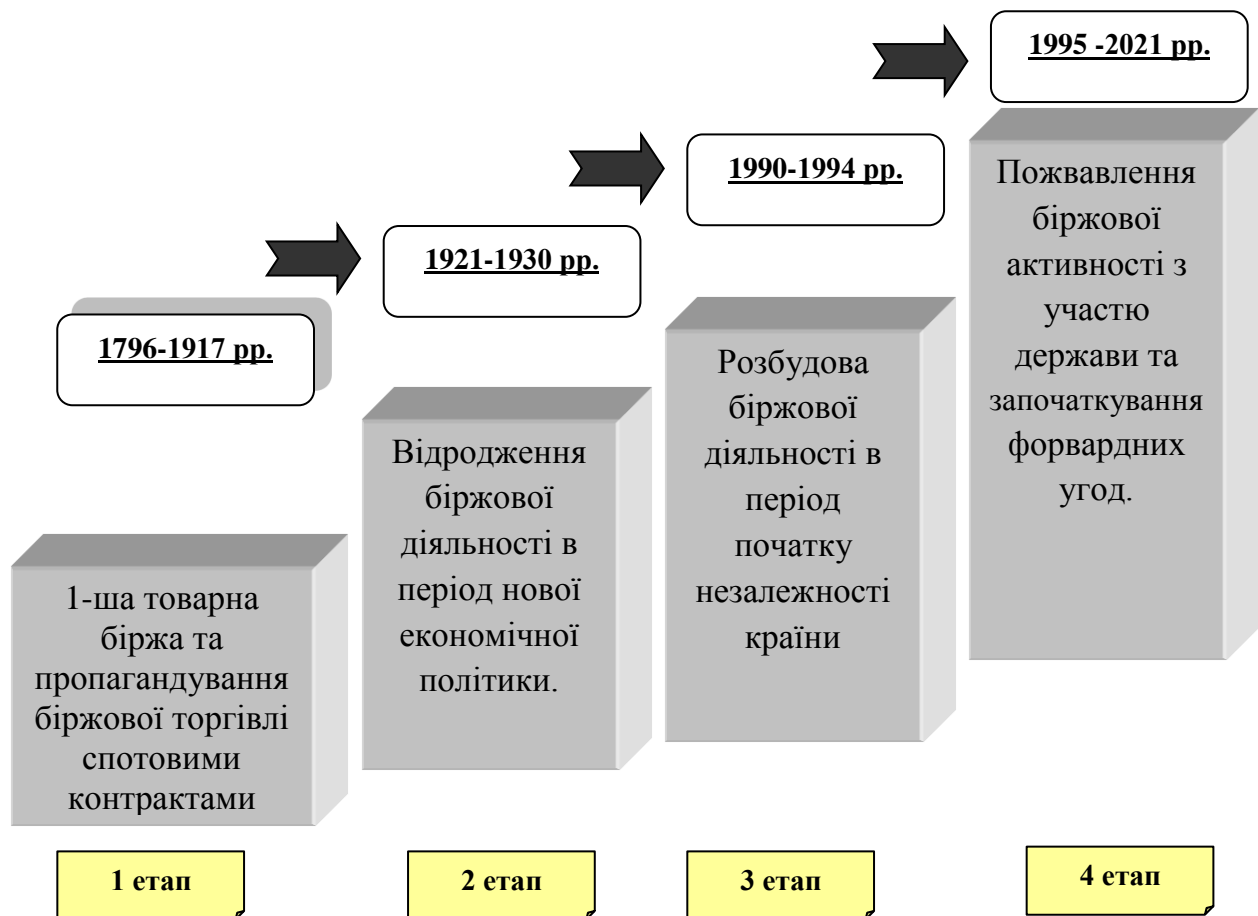 1796-1917 рр.
1-ша товарна
біржа та
пропагандування
біржової торгівлі
спотовими
контрактами
1 етап
1921-1930 рр.
Відродження
біржової
діяльності в
період нової
економічної
політики.
2 етап
1990-1994 рр.
Розбудова
біржової
діяльності в
період
початку
незалежності
країни
3 етап
1995 -2021 рр.
Пожвавлення
біржової
активності з
участю
держави та
започаткування
форвардних
угод.
4 етап